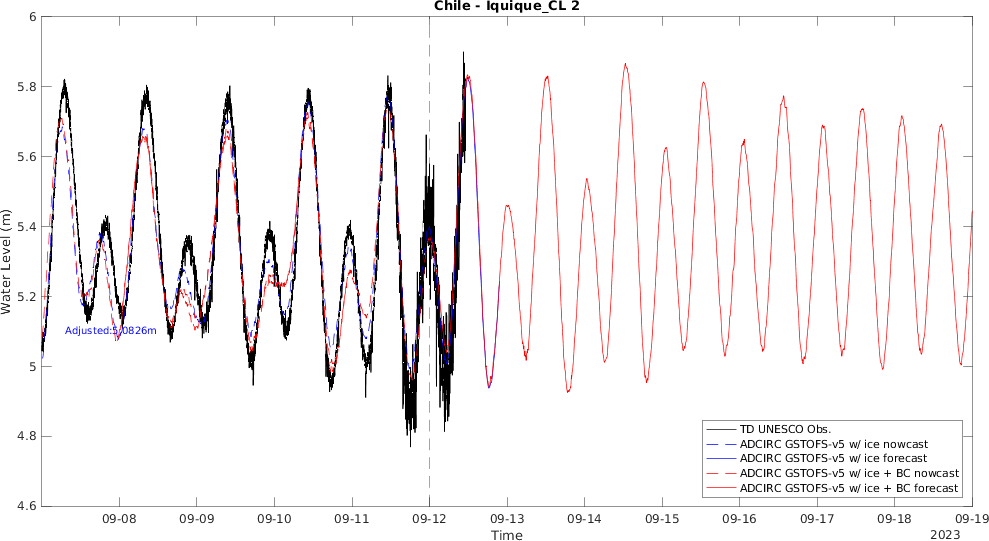 Chile - Iquique_CL 2
6
5.8
5.6
5.4
5.2
5
4.8
4.6
Water Level (m)
Adjusted:5.0826m
TD UNESCO Obs.
ADCIRC GSTOFS-v5 w/ ice nowcast
ADCIRC GSTOFS-v5 w/ ice forecast
ADCIRC GSTOFS-v5 w/ ice + BC nowcast
ADCIRC GSTOFS-v5 w/ ice + BC forecast
09-08 09-09 09-10 09-11 09-12 09-13 09-14 09-15 09-16 09-17 09-18 09-19
Time
2023